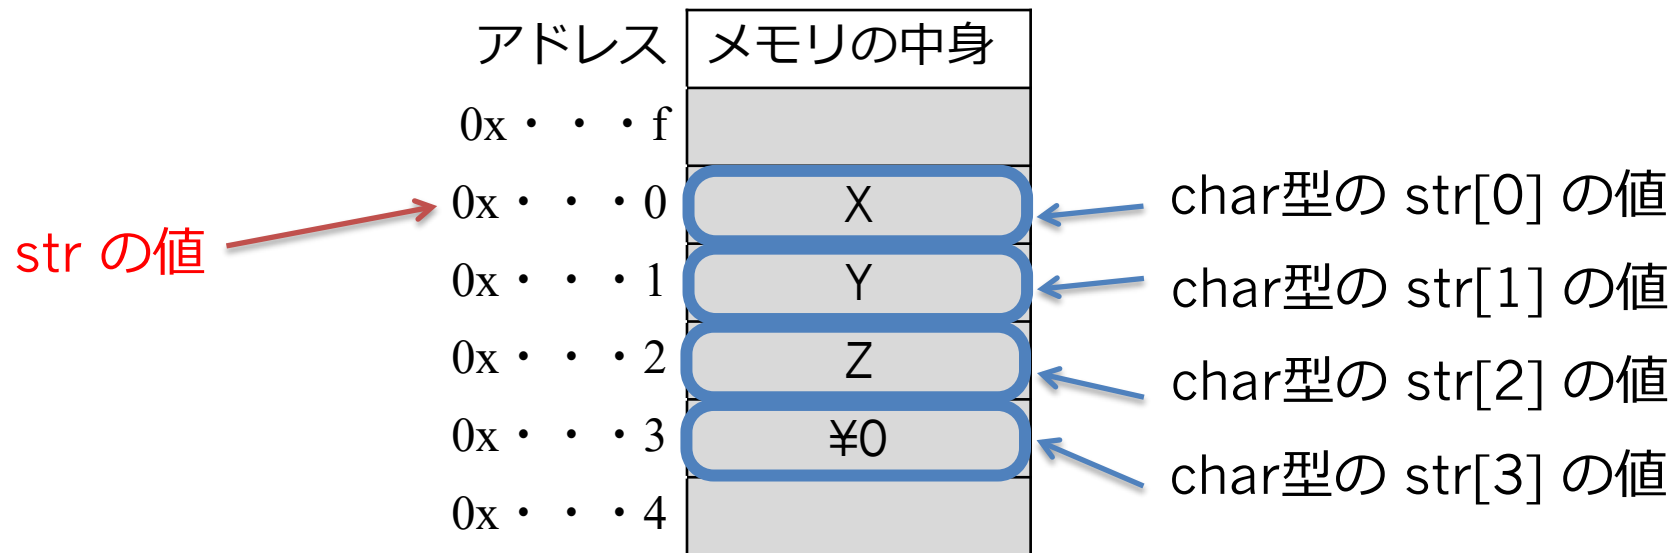 アドレス メモリの中身
0x・・・f
0x・・・0 X char型の str[0] の値
str の値
0x・・・1 Y char型の str[1] の値
0x・・・2 Z char型の str[2] の値
0x・・・3 ¥0 char型の str[3] の値
0x・・・4